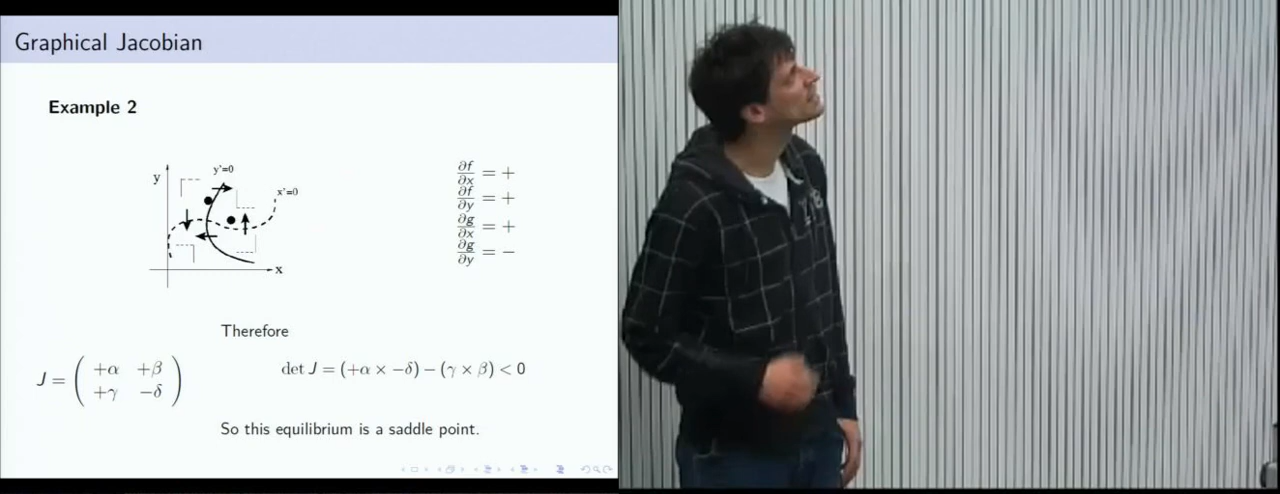 Graphical Jacobian
Example 2
y'=0
y
x'=0
x
∂f/∂x = +
∂f/∂y = +
∂g/∂x = +
∂g/∂y = −
Therefore
J = ( +α +β
+γ −δ )
det J = (+α × −δ) − (γ × β) < 0
So this equilibrium is a saddle point.